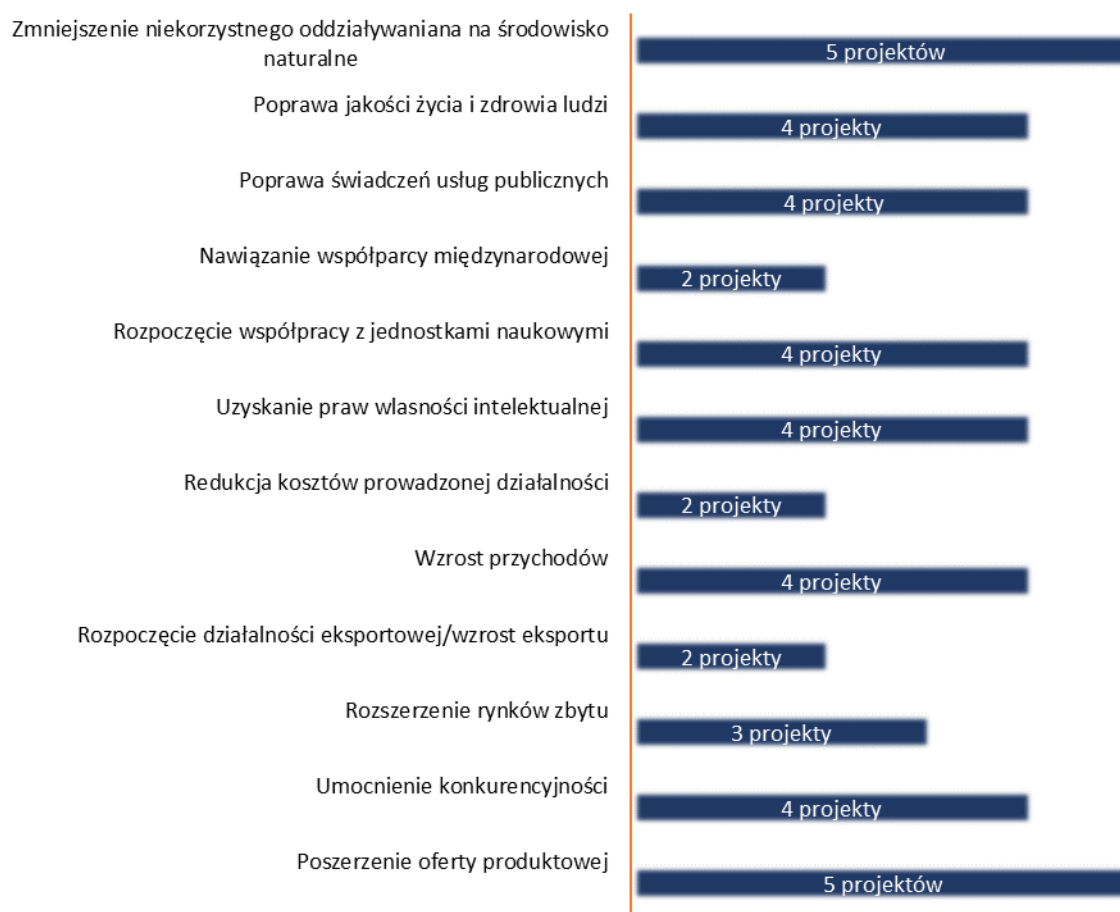 Zmniejszenie niekorzystnego oddziaływaniana na środowisko
naturalne
5 projektów
Poprawa jakości życia i zdrowia ludzi
4 projekty
Poprawa świadczeń usług publicznych
4 projekty
Nawiązanie współparcy międzynarodowej
2 projekty
Rozpoczęcie współpracy z jednostkami naukowymi
4 projekty
Uzyskanie praw wlasności intelektualnej
4 projekty
Redukcja kosztów prowadzonej działalności
2 projekty
Wzrost przychodów
4 projekty
Rozpoczęcie działalności eksportowej/wzrost eksportu
2 projekty
Rozszerzenie rynków zbytu
3 projekty
Umocnienie konkurencyjności
4 projekty
Poszerzenie oferty produktowej
5 projektów